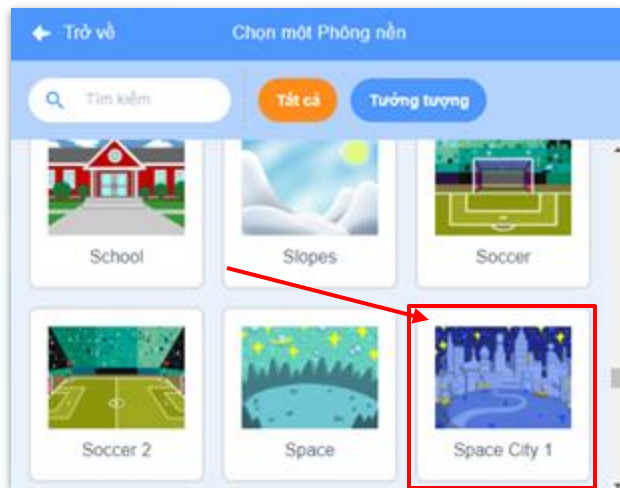 Trở về
Chọn một Phông nền
Tìm kiếm
Tất cả
Tưởng tượng
School
Slopes
Soccer
Soccer 2
Space
Space City 1